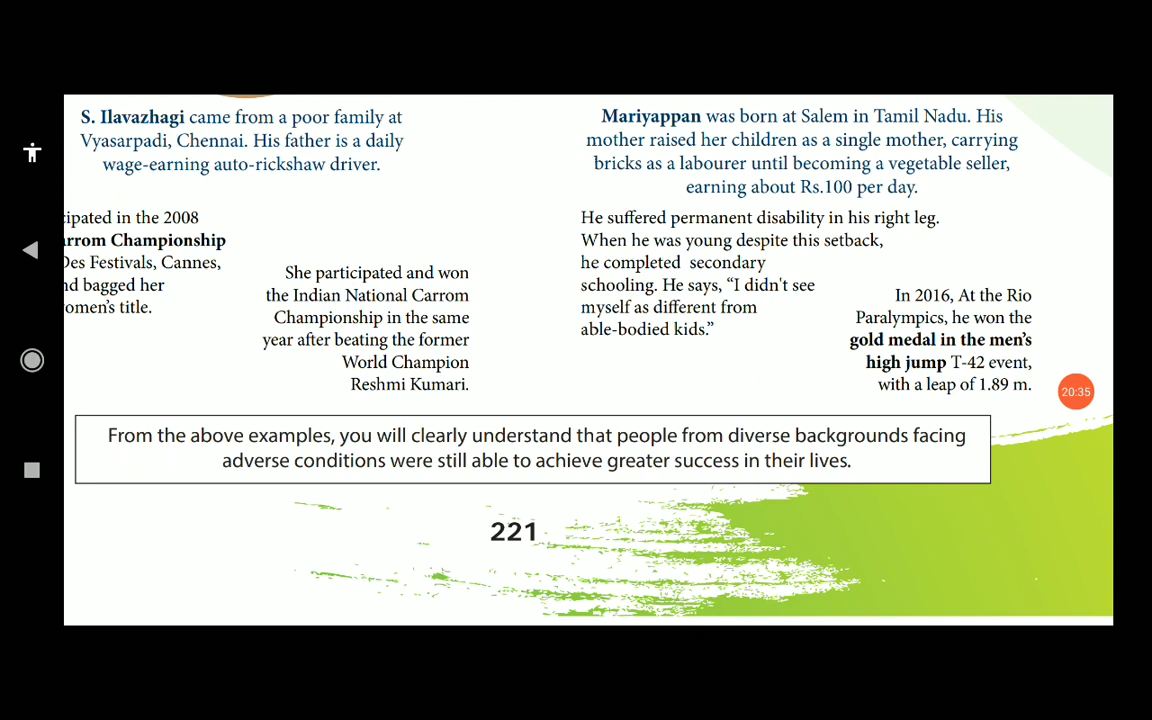 S. Ilavazhagi came from a poor family at
Vyasarpadi, Chennai. His father is a daily
wage-earning auto-rickshaw driver.
cipated in the 2008
arrom Championship
Des Festivals, Cannes,
nd bagged her
omen’s title.
She participated and won
the Indian National Carrom
Championship in the same
year after beating the former
World Champion
Reshmi Kumari.
Mariyappan was born at Salem in Tamil Nadu. His
mother raised her children as a single mother, carrying
bricks as a labourer until becoming a vegetable seller,
earning about Rs.100 per day.
He suffered permanent disability in his right leg.
When he was young despite this setback,
he completed secondary
schooling. He says, “I didn't see
myself as different from
able-bodied kids.”
In 2016, At the Rio
Paralympics, he won the
gold medal in the men’s
high jump T-42 event,
with a leap of 1.89 m.
20:35
From the above examples, you will clearly understand that people from diverse backgrounds facing
adverse conditions were still able to achieve greater success in their lives.
221